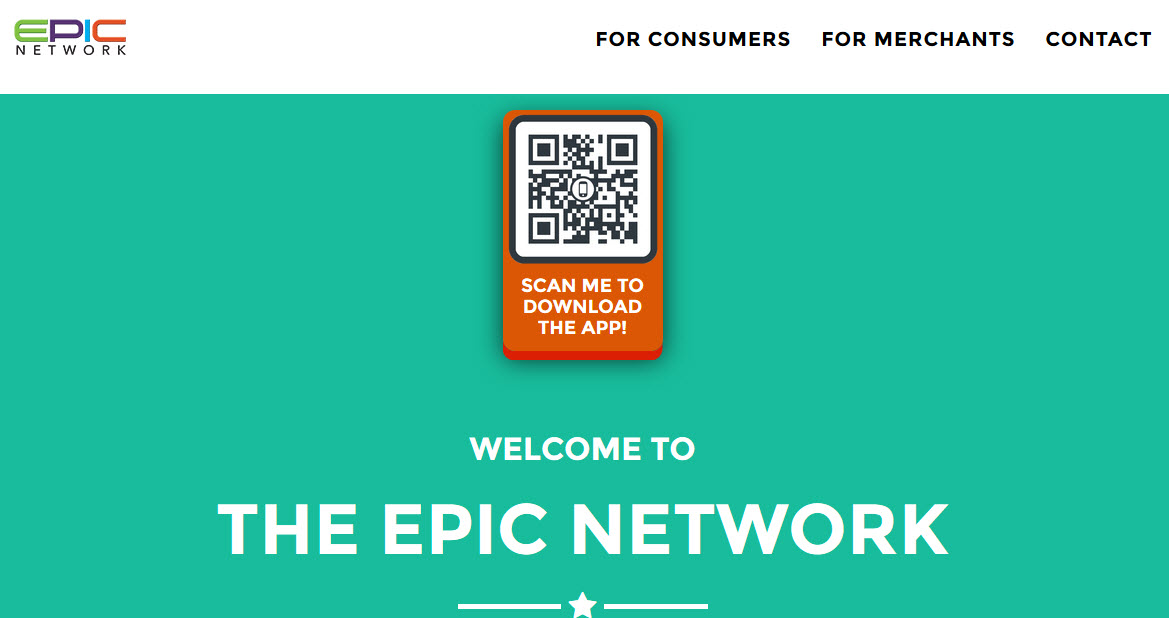 EPIC
NETWORK
FOR CONSUMERS
FOR MERCHANTS
CONTACT
SCAN ME TO
DOWNLOAD
THE APP!
WELCOME TO
THE EPIC NETWORK